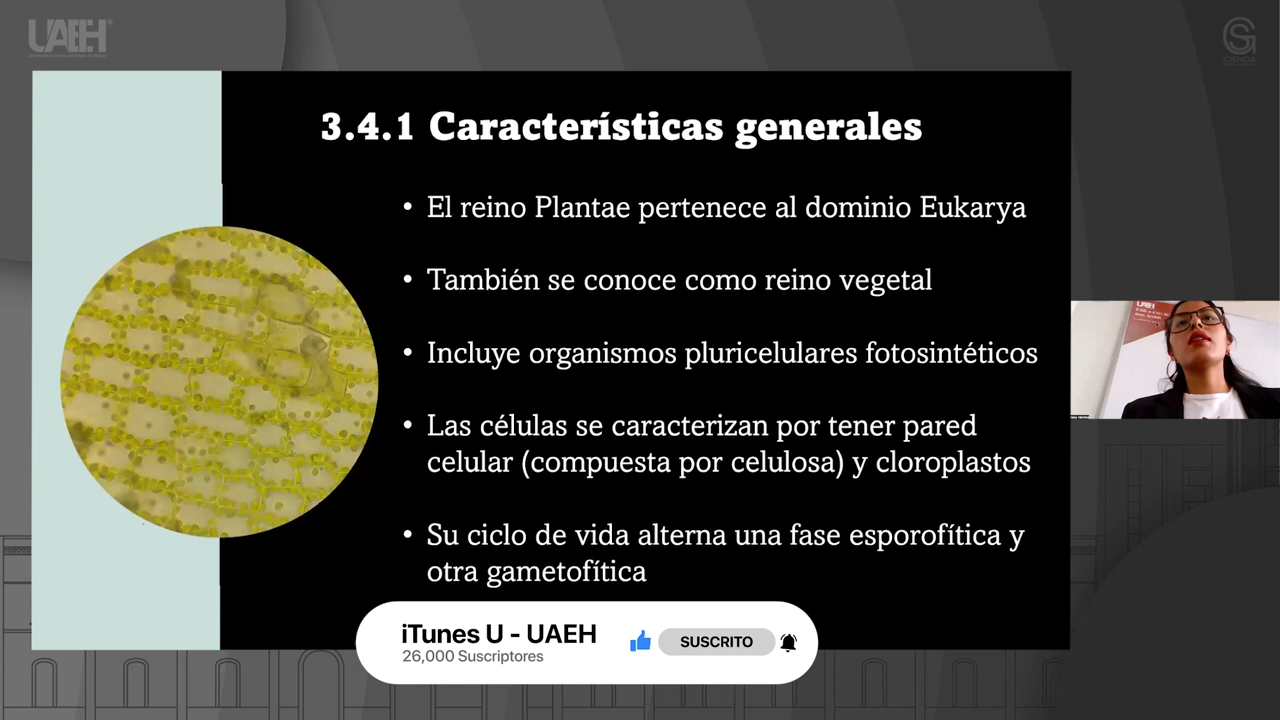 UAEH
CIENCIA
3.4.1 Características generales
• El reino Plantae pertenece al dominio Eukarya
• También se conoce como reino vegetal
• Incluye organismos pluricelulares fotosintéticos
• Las células se caracterizan por tener pared
celular (compuesta por celulosa) y cloroplastos
• Su ciclo de vida alterna una fase esporofítica y
otra gametofítica
UAEH
iTunes U - UAEH
26,000 Suscriptores
SUSCRITO